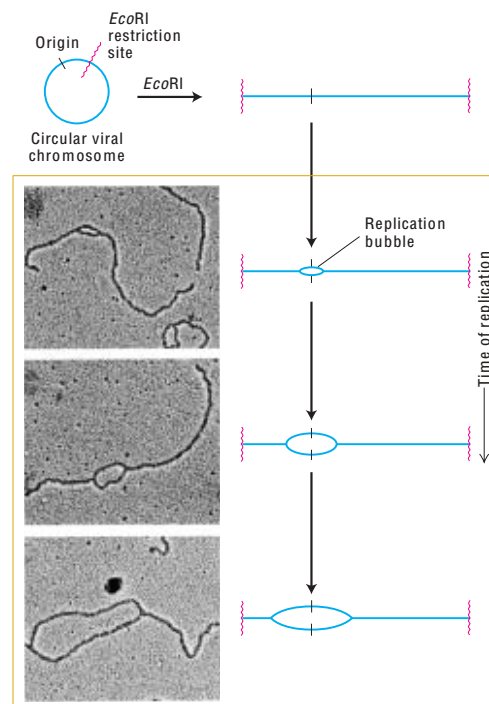 EcoRI
restriction
site
Origin
EcoRI
Circular viral
chromosome
Replication
bubble
Time of replication